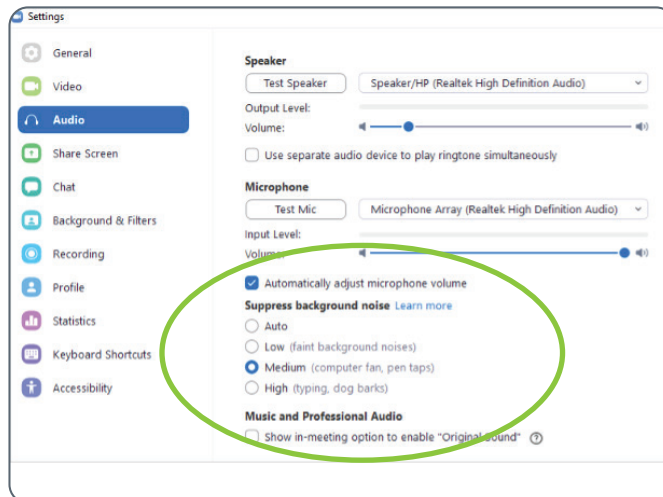 Settings
General
Video
Audio
Share Screen
Chat
Background & Filters
Recording
Profile
Statistics
Keyboard Shortcuts
Accessibility
Speaker
Test Speaker
Speaker/HP (Realtek High Definition Audio)
Output Level:
Volume:
Use separate audio device to play ringtone simultaneously
Microphone
Test Mic
Microphone Array (Realtek High Definition Audio)
Input Level:
Volume:
Automatically adjust microphone volume
Suppress background noise Learn more
Auto
Low (faint background noises)
Medium (computer fan, pen taps)
High (typing, dog barks)
Music and Professional Audio
Show in-meeting option to enable "Original Sound" ?